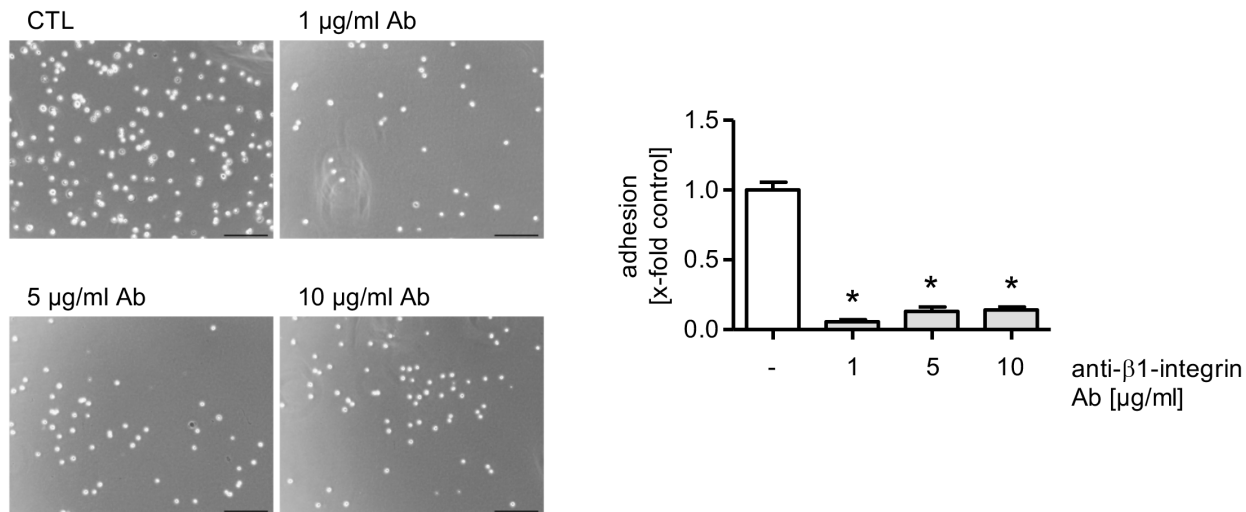 CTL
1 µg/ml Ab
5 µg/ml Ab
10 µg/ml Ab
adhesion
[x-fold control]
1.5
1.0
0.5
0.0
*
*
*
- 1 5 10 anti-β1-integrin
Ab [µg/ml]